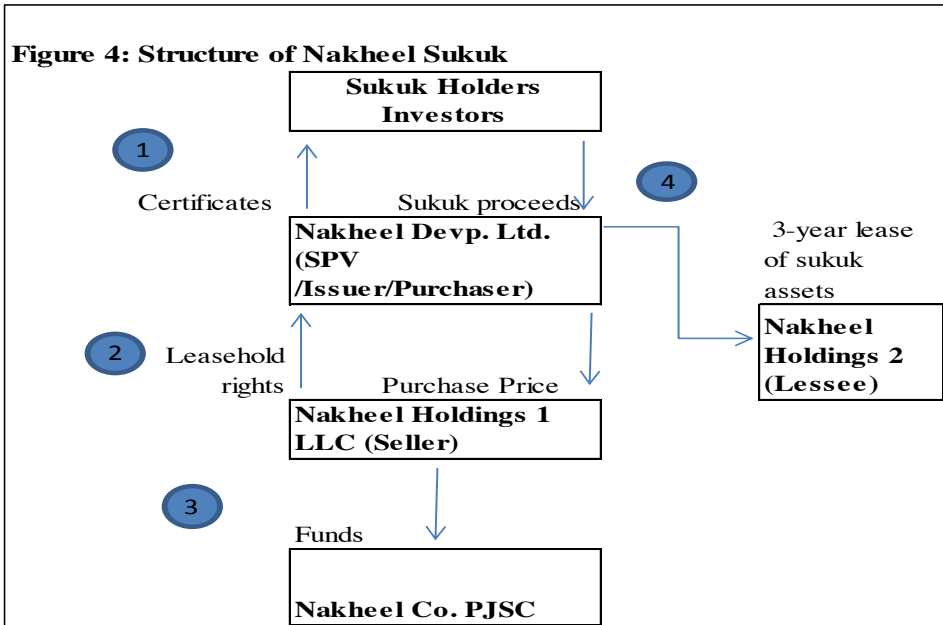 Figure 4: Structure of Nakheel Sukuk
Sukuk Holders
Investors
1
4
Certificates
Sukuk proceeds
Nakheel Devp. Ltd.
(SPV
/Issuer/Purchaser)
3-year lease
of sukuk
assets
Nakheel
Holdings 2
(Lessee)
2
Leasehold
rights
Purchase Price
Nakheel Holdings 1
LLC (Seller)
3
Funds
Nakheel Co. PJSC